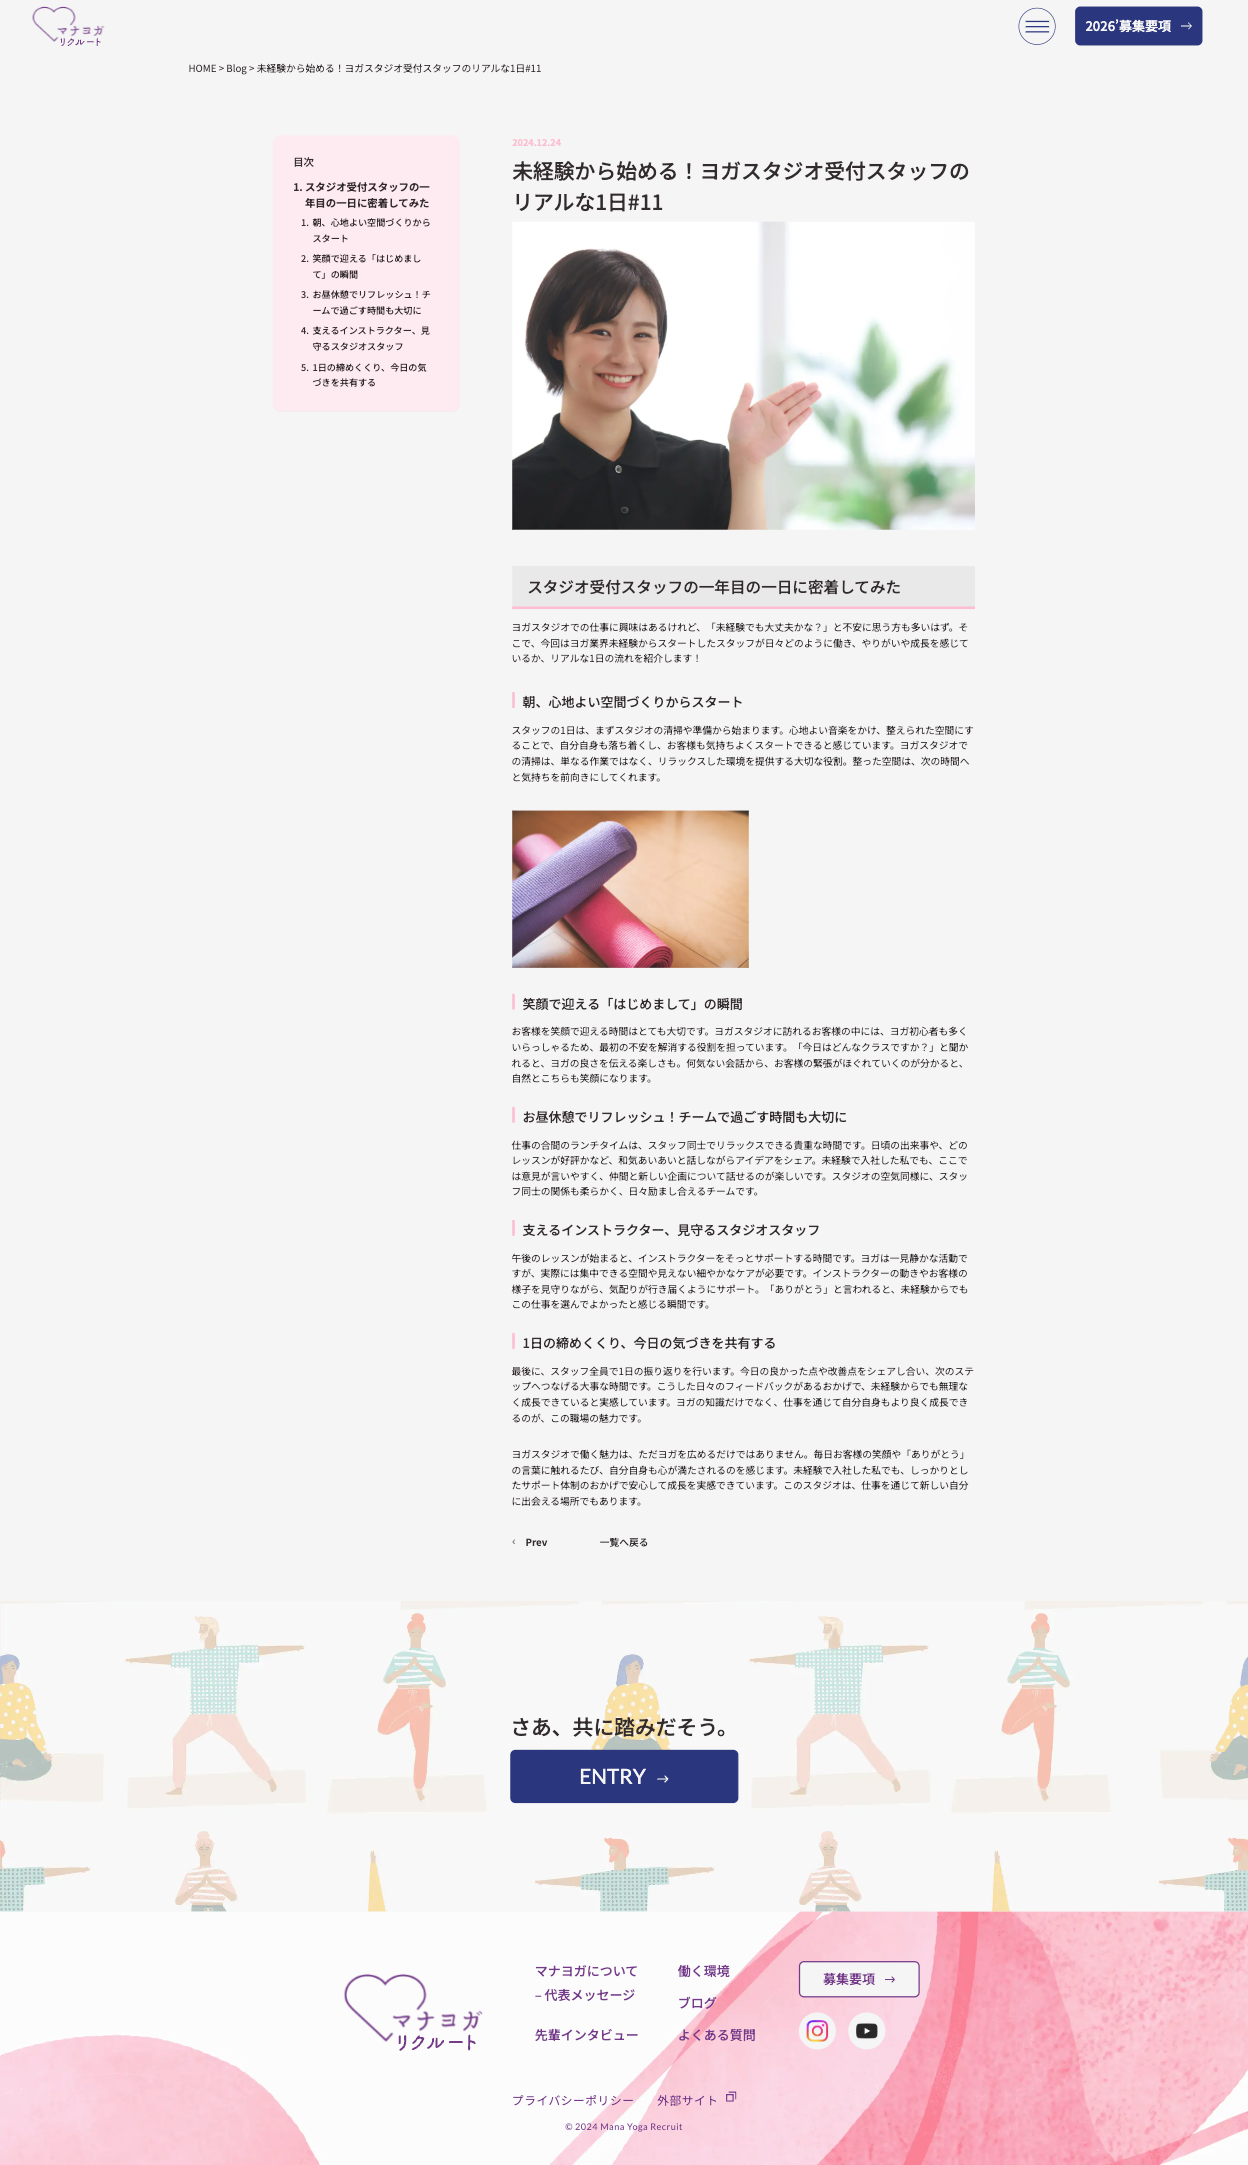 マナヨガ
リクルート
2026’募集要項 →
HOME > Blog > 未経験から始める！ヨガスタジオ受付スタッフのリアルな1日#11
目次
1. スタジオ受付スタッフの一
年目の一日に密着してみた
1. 朝、心地よい空間づくりから
スタート
2. 笑顔で迎える「はじめまし
て」の瞬間
3. お昼休憩でリフレッシュ！チ
ームで過ごす時間も大切に
4. 支えるインストラクター、見
守るスタジオスタッフ
5. 1日の締めくくり、今日の気
づきを共有する
2024.12.24
未経験から始める！ヨガスタジオ受付スタッフの
リアルな1日#11
スタジオ受付スタッフの一年目の一日に密着してみた
ヨガスタジオでの仕事に興味はあるけれど、「未経験でも大丈夫かな？」と不安に思う方も多いはず。そ
こで、今回はヨガ業界未経験からスタートしたスタッフが日々どのように働き、やりがいや成長を感じて
いるか、リアルな1日の流れを紹介します！
朝、心地よい空間づくりからスタート
スタッフの1日は、まずスタジオの清掃や準備から始まります。心地よい音楽をかけ、整えられた空間にす
ることで、自分自身も落ち着くし、お客様も気持ちよくスタートできると感じています。ヨガスタジオで
の清掃は、単なる作業ではなく、リラックスした環境を提供する大切な役割。整った空間は、次の時間へ
と気持ちを前向きにしてくれます。
笑顔で迎える「はじめまして」の瞬間
お客様を笑顔で迎える時間はとても大切です。ヨガスタジオに訪れるお客様の中には、ヨガ初心者も多く
いらっしゃるため、最初の不安を解消する役割を担っています。「今日はどんなクラスですか？」と聞か
れると、ヨガの良さを伝える楽しさも。何気ない会話から、お客様の緊張がほぐれていくのが分かると、
自然とこちらも笑顔になります。
お昼休憩でリフレッシュ！チームで過ごす時間も大切に
仕事の合間のランチタイムは、スタッフ同士でリラックスできる貴重な時間です。日頃の出来事や、どの
レッスンが好評かなど、和気あいあいと話しながらアイデアをシェア。未経験で入社した私でも、ここで
は意見が言いやすく、仲間と新しい企画について話せるのが楽しいです。スタジオの空気同様に、スタッ
フ同士の関係も柔らかく、日々励まし合えるチームです。
支えるインストラクター、見守るスタジオスタッフ
午後のレッスンが始まると、インストラクターをそっとサポートする時間です。ヨガは一見静かな活動で
すが、実際には集中できる空間や見えない細やかなケアが必要です。インストラクターの動きやお客様の
様子を見守りながら、気配りが行き届くようにサポート。「ありがとう」と言われると、未経験からでも
この仕事を選んでよかったと感じる瞬間です。
1日の締めくくり、今日の気づきを共有する
最後に、スタッフ全員で1日の振り返りを行います。今日の良かった点や改善点をシェアし合い、次のステ
ップへつなげる大事な時間です。こうした日々のフィードバックがあるおかげで、未経験からでも無理な
く成長できていると実感しています。ヨガの知識だけでなく、仕事を通じて自分自身もより良く成長でき
るのが、この職場の魅力です。
ヨガスタジオで働く魅力は、ただヨガを広めるだけではありません。毎日お客様の笑顔や「ありがとう」
の言葉に触れるたび、自分自身も心が満たされるのを感じます。未経験で入社した私でも、しっかりとし
たサポート体制のおかげで安心して成長を実感できています。このスタジオは、仕事を通じて新しい自分
に出会える場所でもあります。
‹ Prev 一覧へ戻る
さあ、共に踏みだそう。
ENTRY →
マナヨガ
リクルート
マナヨガについて
– 代表メッセージ
先輩インタビュー
働く環境
ブログ
よくある質問
募集要項 →
プライバシーポリシー 外部サイト
© 2024 Mana Yoga Recruit